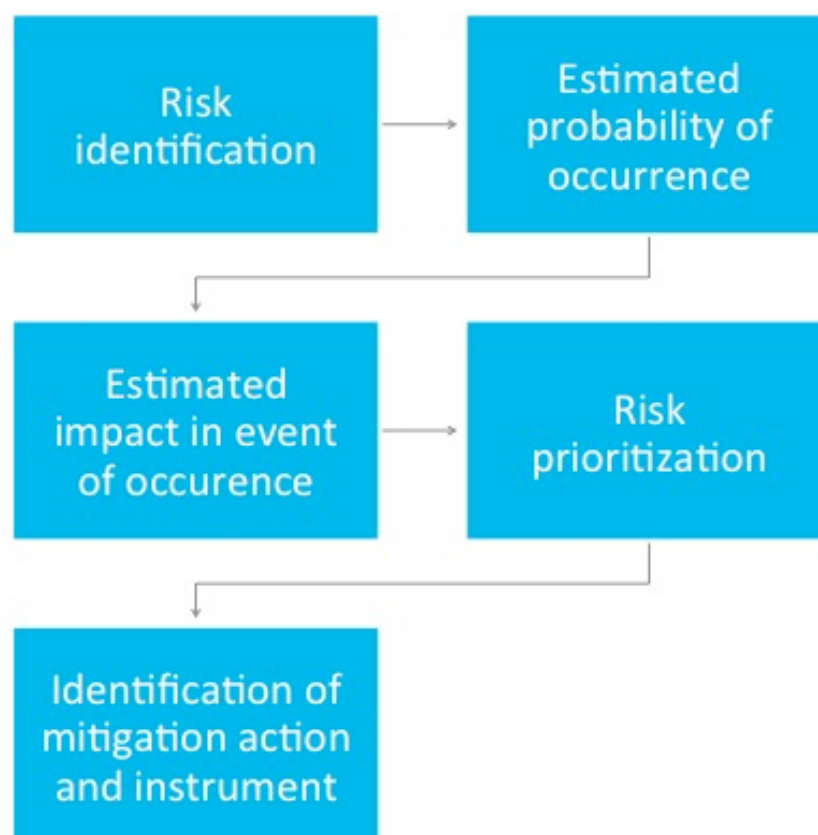 Risk
identification
Estimated
probability of
occurrence
Estimated
impact in event
of occurence
Risk
prioritization
Identification of
mitigation action
and instrument